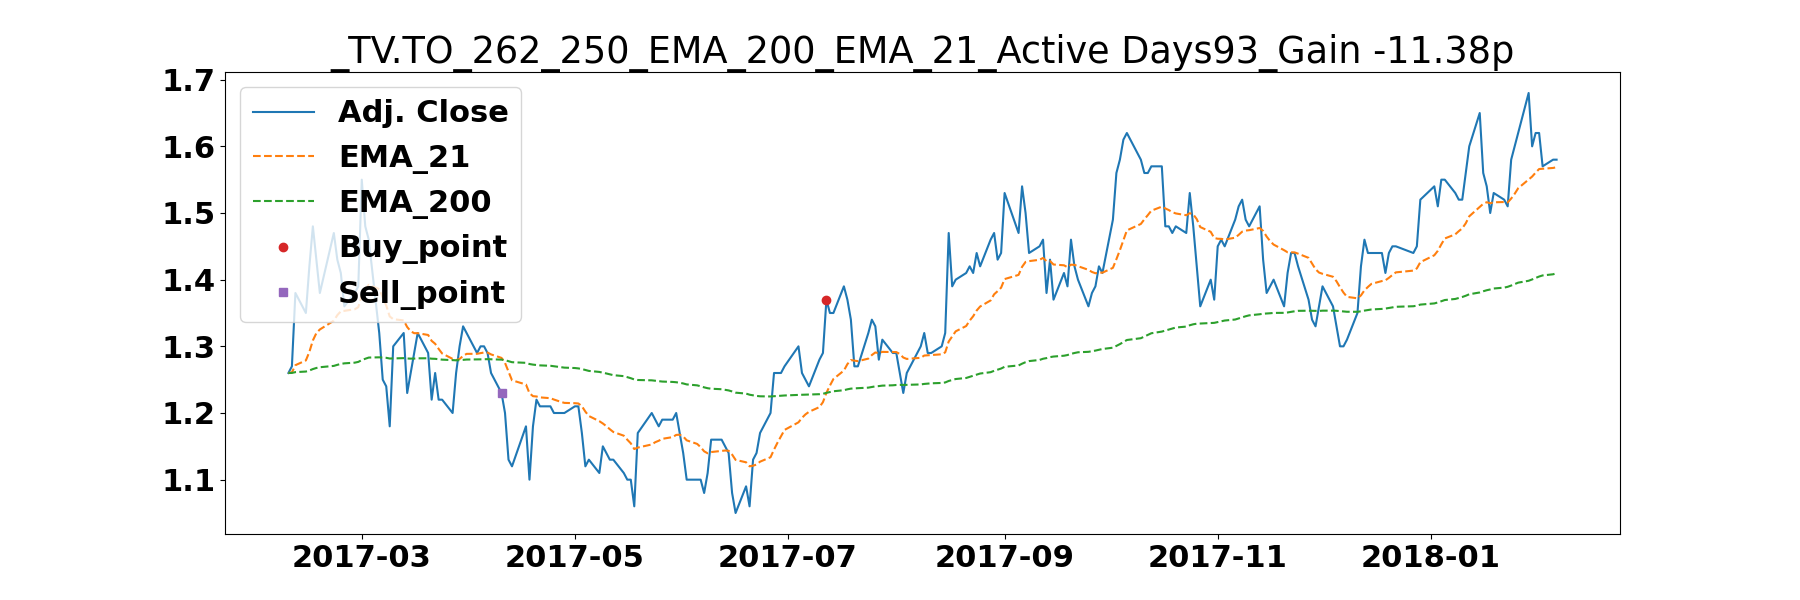 _TV.TO_262_250_EMA_200_EMA_21_Active Days93_Gain -11.38p
1.7
1.6
1.5
1.4
1.3
1.2
1.1
Adj. Close
EMA_21
EMA_200
Buy_point
Sell_point
2017-03 2017-05 2017-07 2017-09 2017-11 2018-01